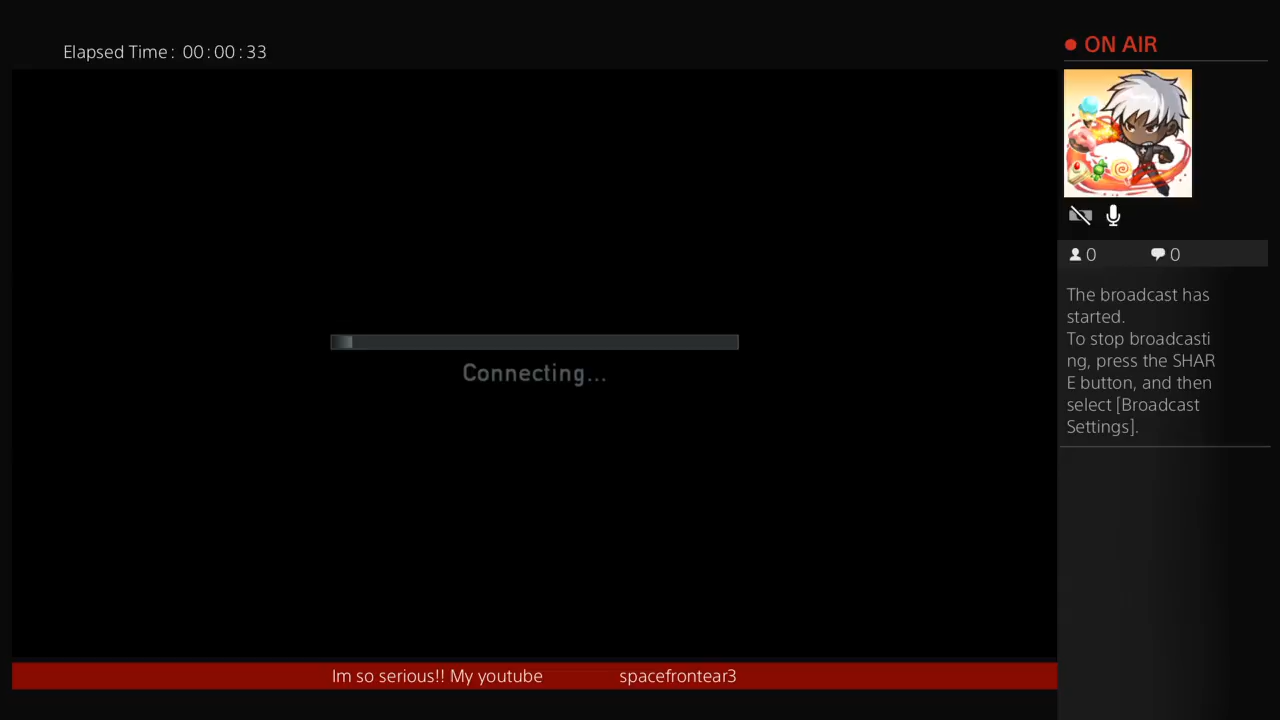 Elapsed Time: 00:00:33
ON AIR
0 0
The broadcast has
started.
To stop broadcasti
ng, press the SHAR
E button, and then
select [Broadcast
Settings].
Connecting...
Im so serious!! My youtube spacefrontear3